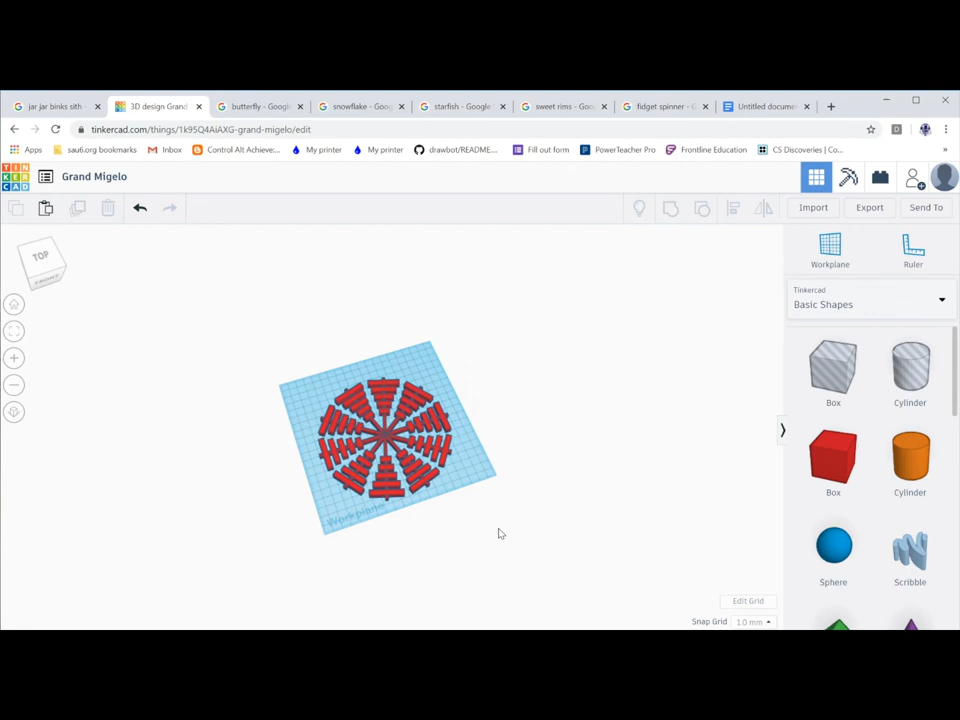 jar jar binks sith -
3D design Grand
butterfly - Google
snowflake - Goog
starfish - Google
sweet rims - Goo
fidget spinner - G
Untitled docume
tinkercad.com/things/1k95Q4AiAXG-grand-migelo/edit
Apps
sau6.org bookmarks
Inbox
Control Alt Achieve:...
My printer
My printer
drawbot/README....
Fill out form
PowerTeacher Pro
Frontline Education
CS Discoveries | Co...
TIN
KER
CAD
Grand Migelo
Import
Export
Send To
TOP
FRONT
Workplane
Ruler
Tinkercad
Basic Shapes
Box
Cylinder
Box
Cylinder
Sphere
Scribble
Workplane
Edit Grid
Snap Grid
1.0 mm